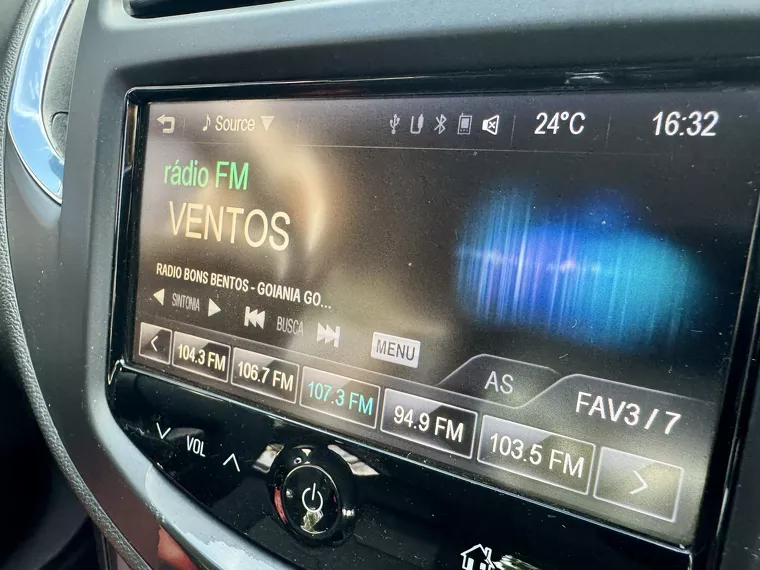 Source 24°C 16:32
rádio FM
VENTOS
RADIO BONS BENTOS - GOIANIA GO...
SINTONIA BUSCA MENU
AS FAV3 / 7
< 104.3 FM 106.7 FM 107.3 FM 94.9 FM 103.5 FM >
VOL